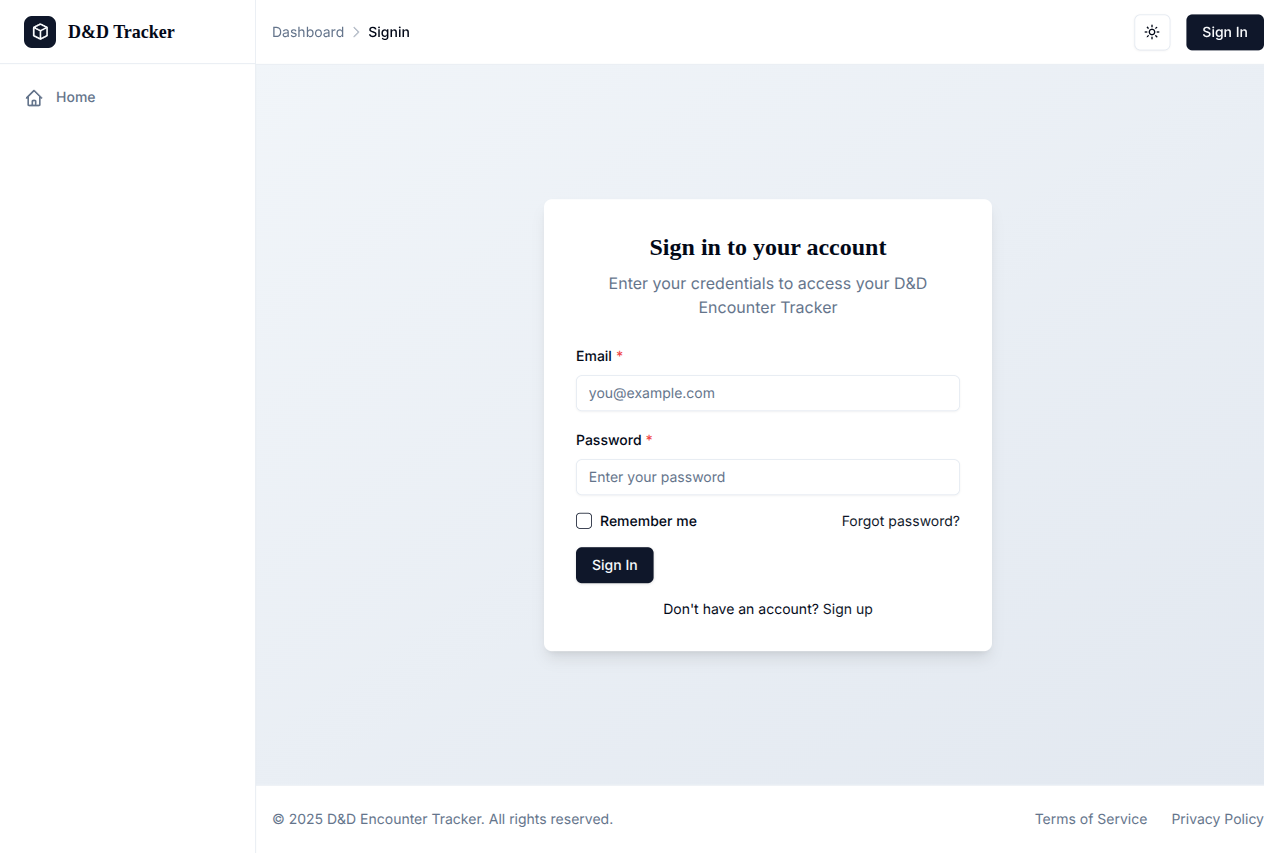 D&D Tracker
Dashboard
Signin
Sign In
Home
Sign in to your account
Enter your credentials to access your D&D
Encounter Tracker
Email *
you@example.com
Password *
Enter your password
Remember me
Forgot password?
Sign In
Don't have an account? Sign up
© 2025 D&D Encounter Tracker. All rights reserved.
Terms of Service
Privacy Policy